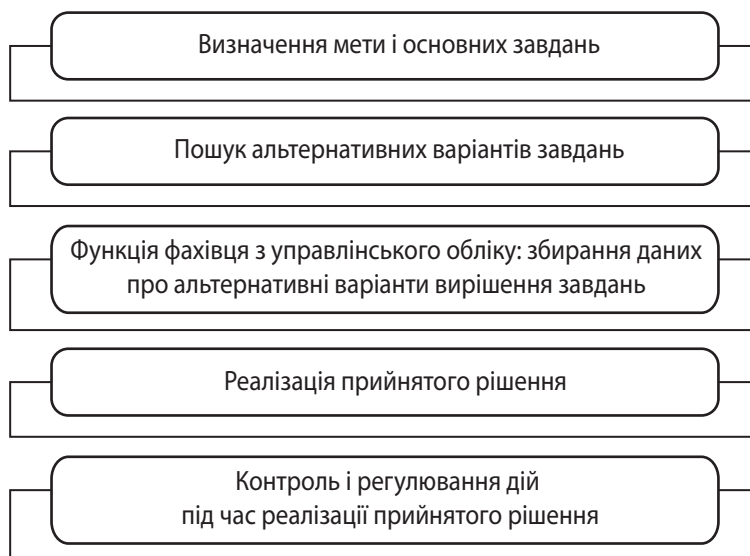 Визначення мети і основних завдань
Пошук альтернативних варіантів завдань
Функція фахівця з управлінського обліку: збирання даних
про альтернативні варіанти вирішення завдань
Реалізація прийнятого рішення
Контроль і регулювання дій
під час реалізації прийнятого рішення